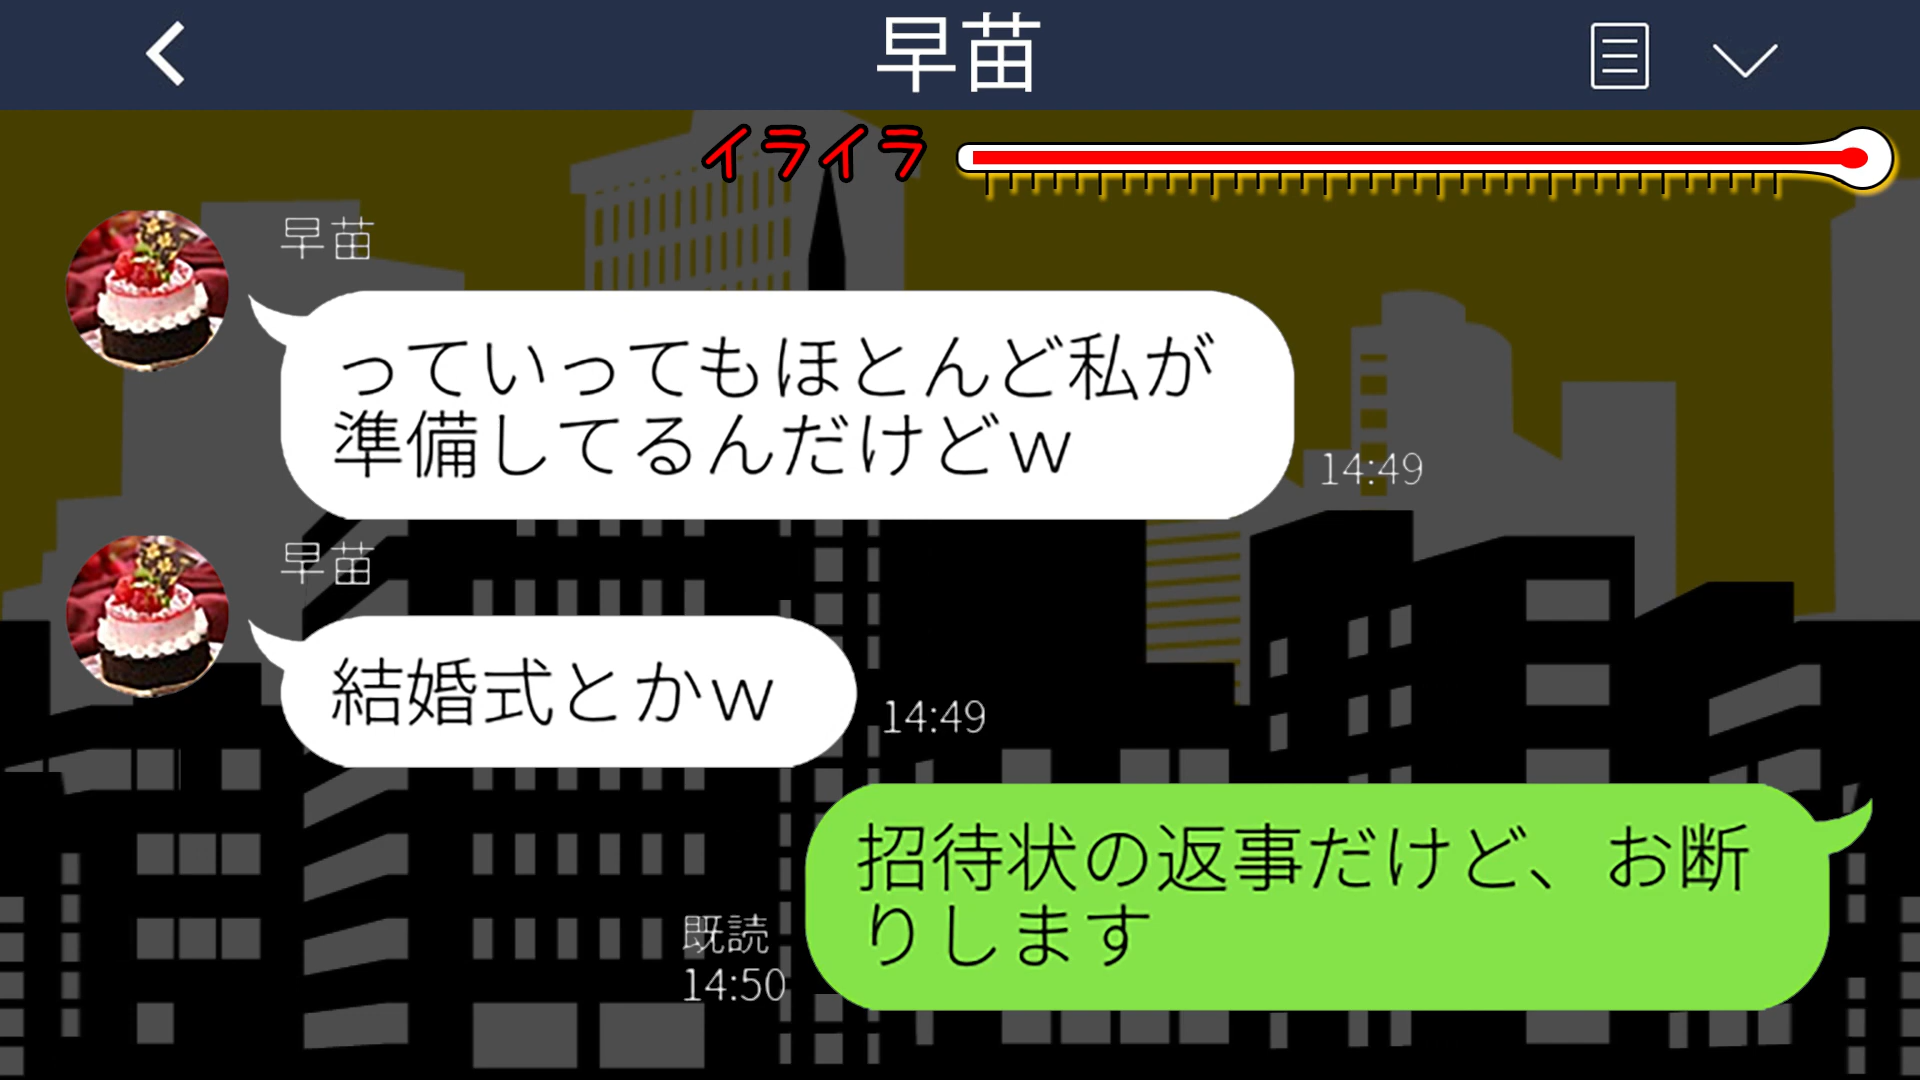 早苗
イライラ
早苗
っていってもほとんど私が
準備してるんだけどｗ
14:49
早苗
結婚式とかｗ
14:49
招待状の返事だけど、お断
りします
既読
14:50